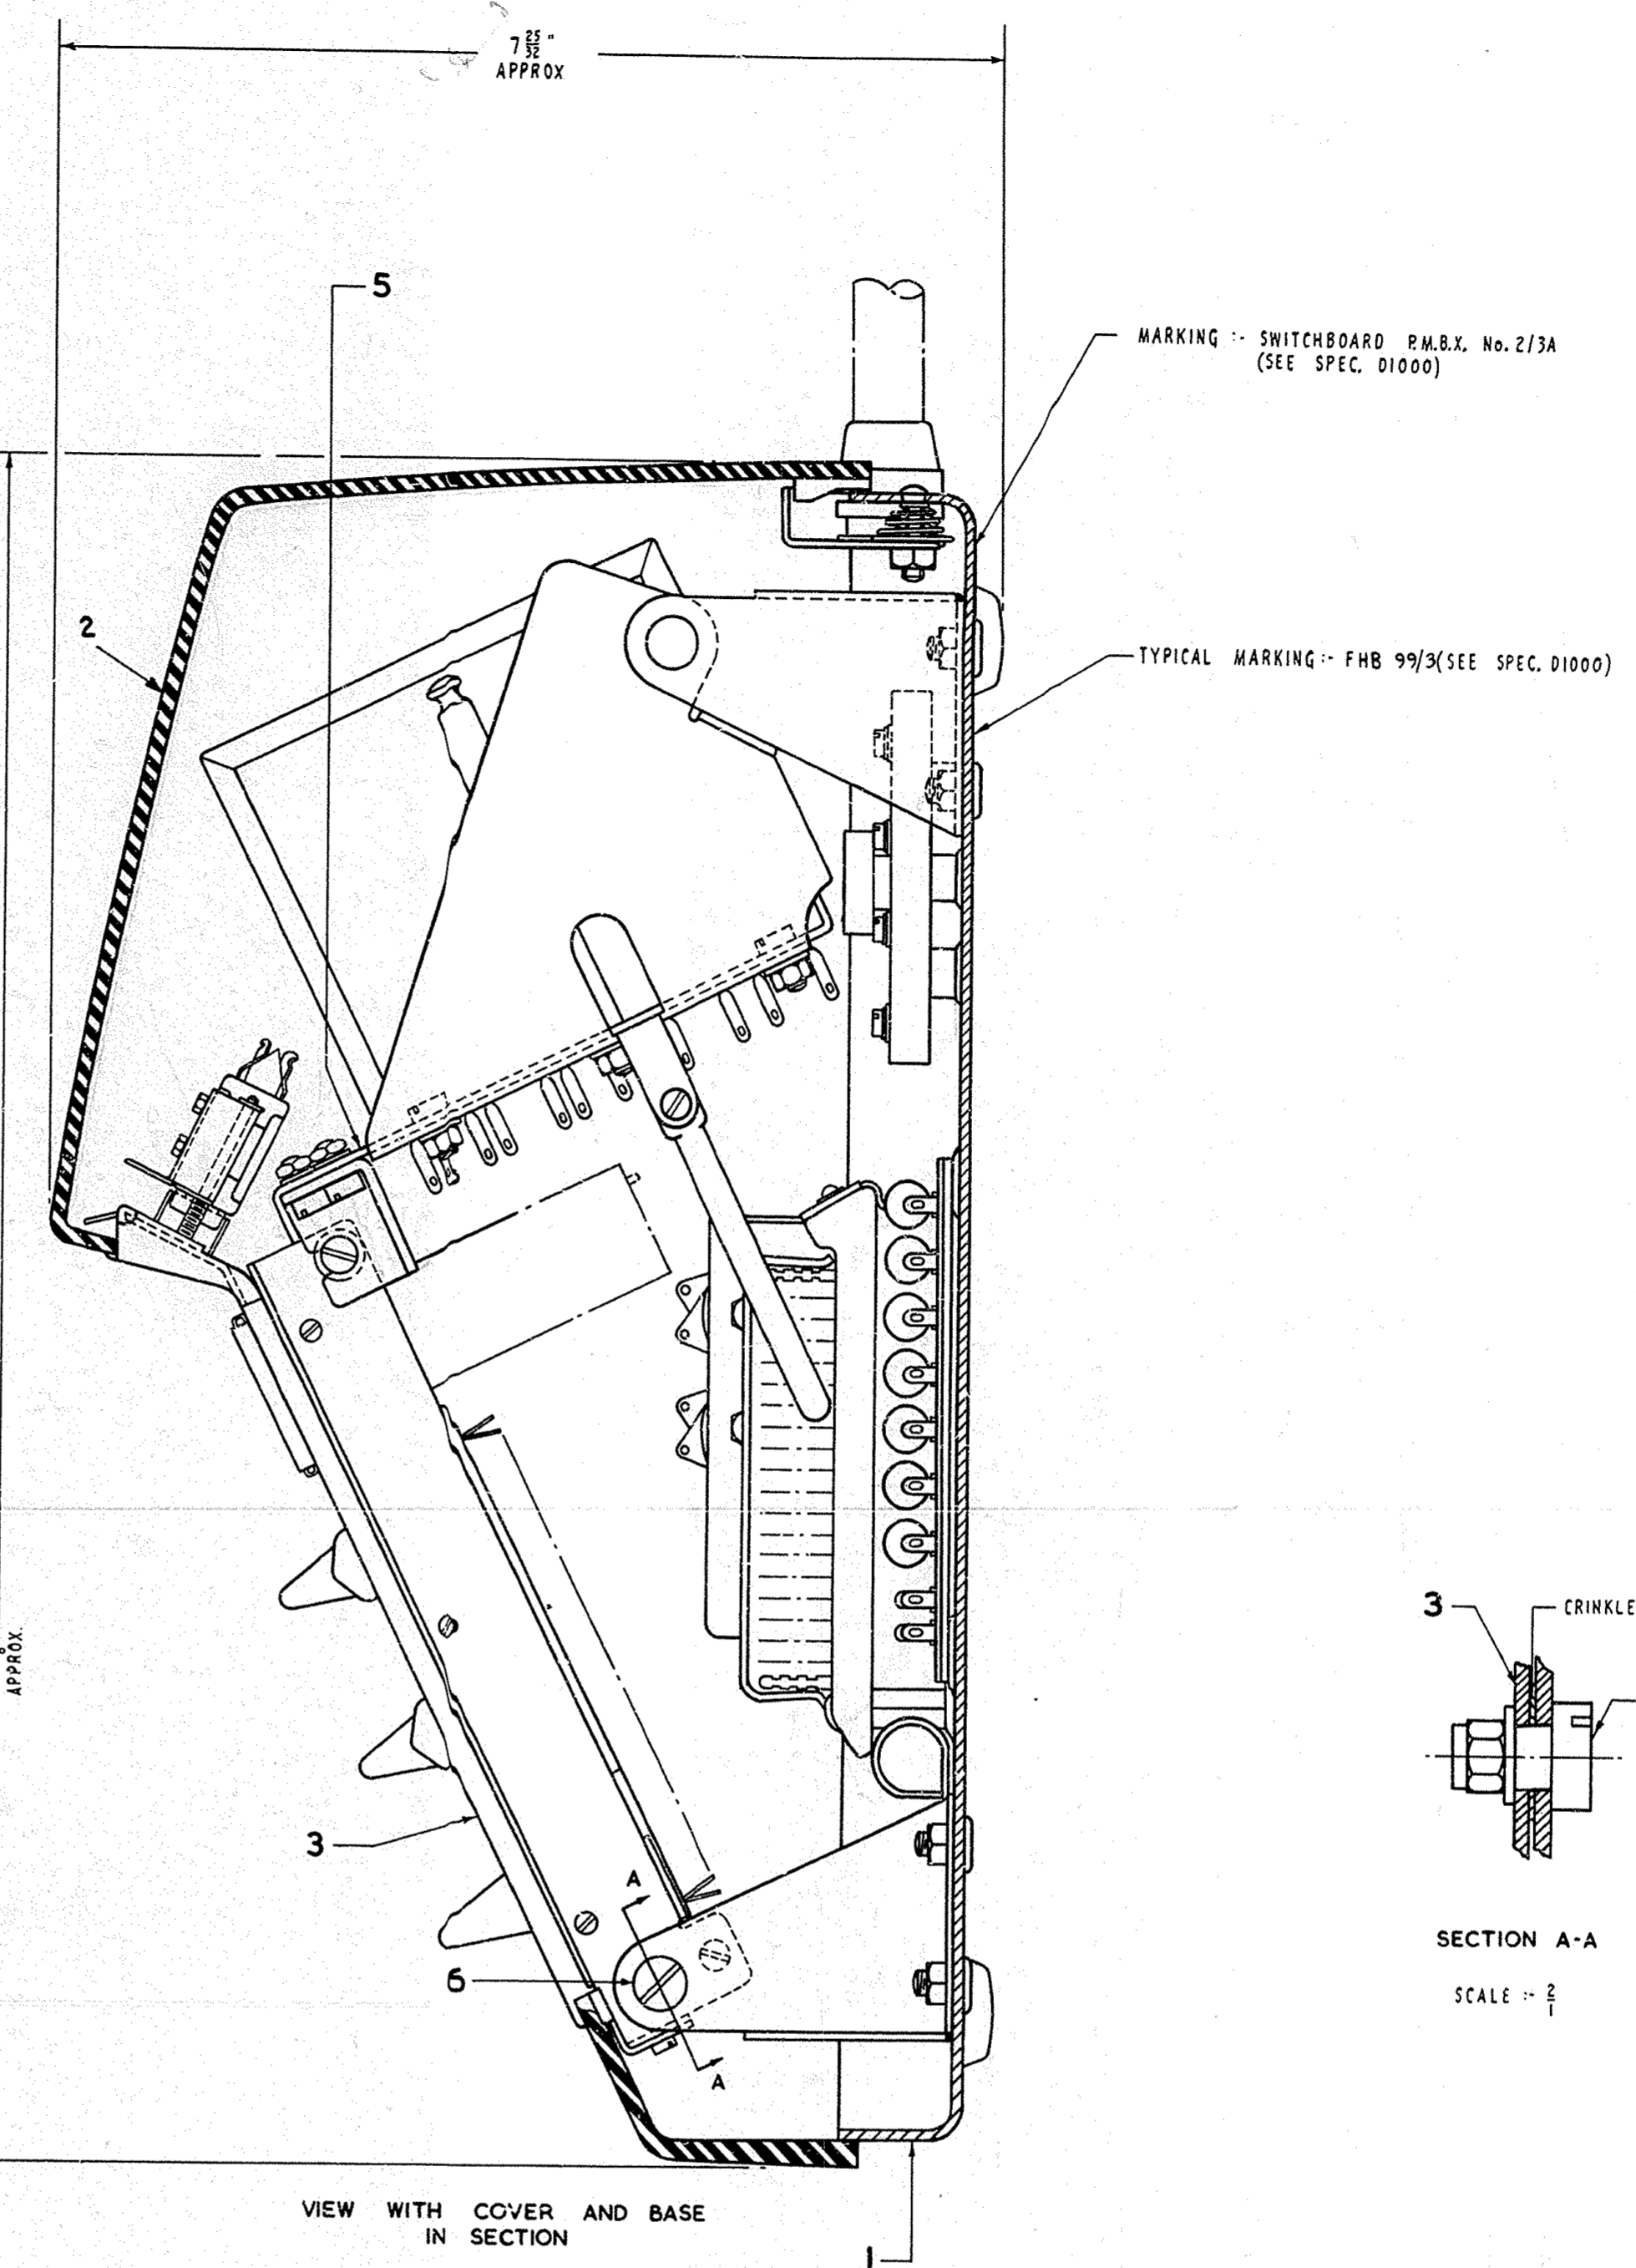 7 25/32 "
APPROX
5
MARKING :- SWITCHBOARD P.M.B.X. No. 2/3A
(SEE SPEC. D1000)
2
TYPICAL MARKING :- FHB 99/3(SEE SPEC. D1000)
3
CRINKLE
APPROX.
3
A
6
A
SECTION A-A
SCALE :- 2/1
VIEW WITH COVER AND BASE
IN SECTION
1